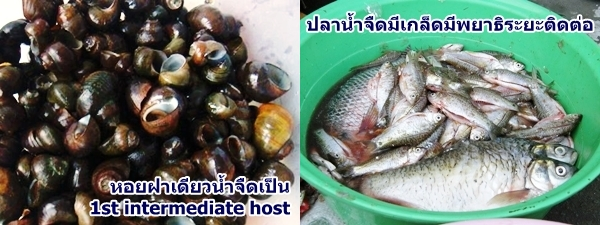 หอยฝาเดียวน้ำจืดเป็น
1st intermediate host
ปลาน้ำจืดมีเกล็ดมีพยาธิระยะติดต่อ